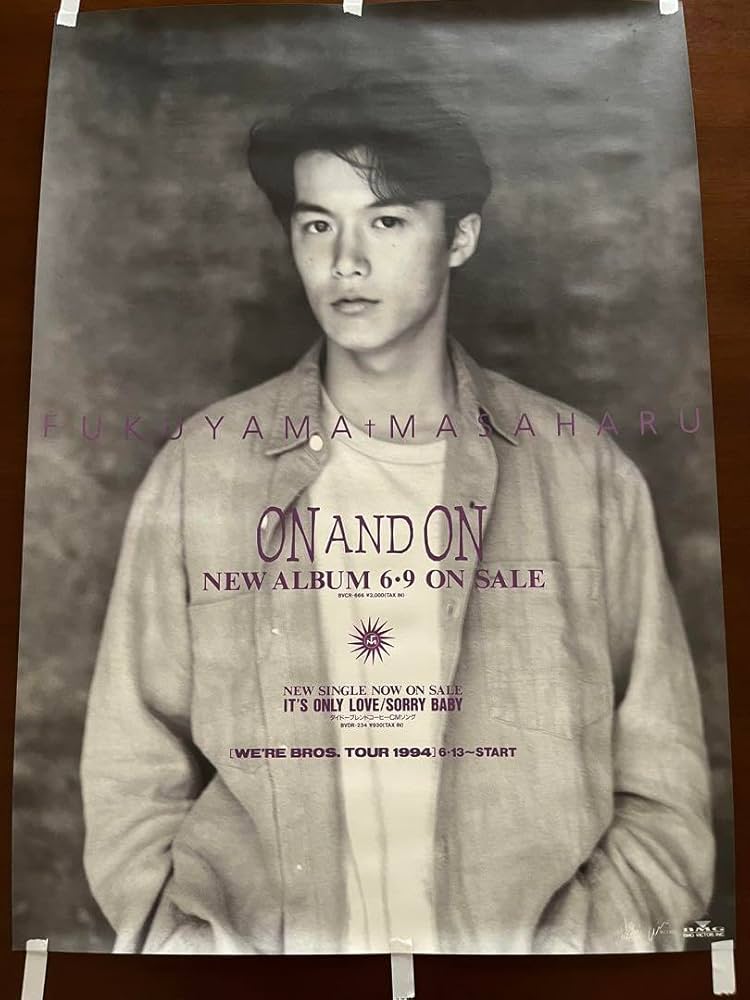 FUKUYAMA†MASAHARU
ON AND ON
NEW ALBUM 6・9 ON SALE
BVCR-666 ¥3,000(TAX IN)
NEW SINGLE NOW ON SALE
IT'S ONLY LOVE/SORRY BABY
ダイドーブレンドコーヒーCMソング
BVDR-234 ¥930(TAX IN)
[WE'RE BROS. TOUR 1994] 6・13～START
BMG
BMG VICTOR, INC.